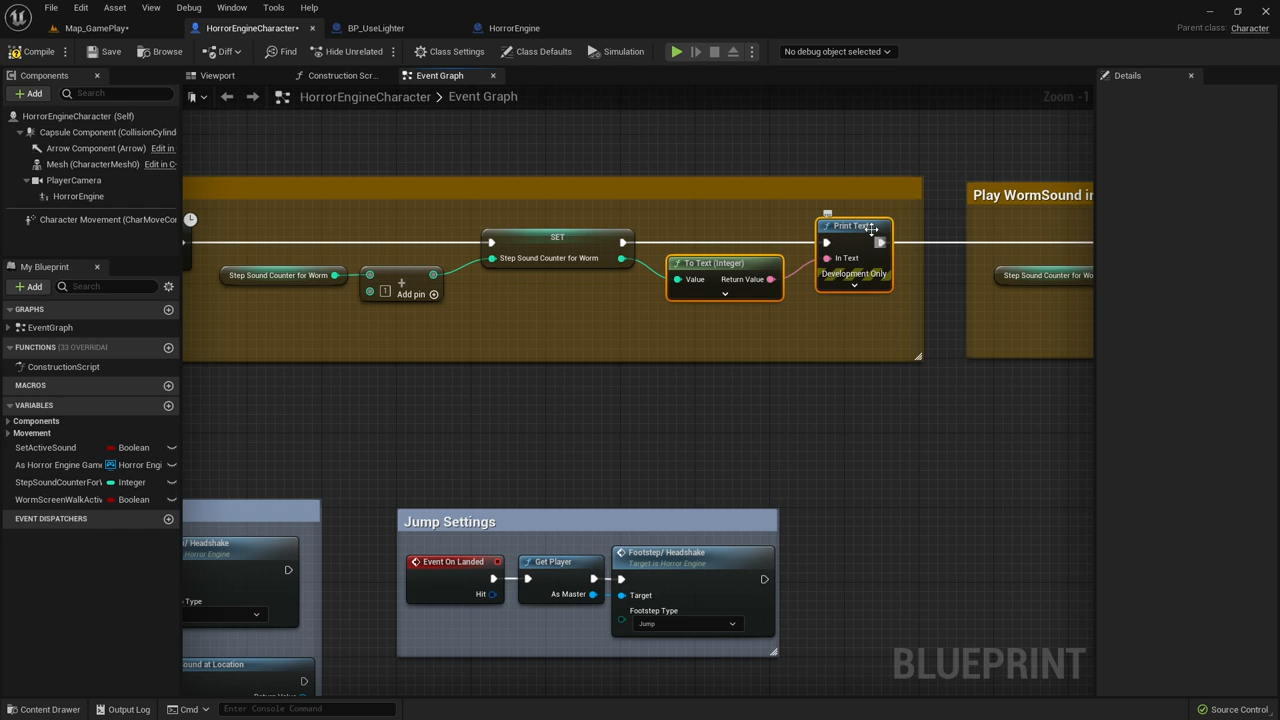 File Edit Asset View Debug Window Tools Help
Map_GamePlay*
HorrorEngineCharacter*
BP_UseLighter
HorrorEngine
Parent class: Character
Compile
Save
Browse
Diff
Find
Hide Unrelated
Class Settings
Class Defaults
Simulation
No debug object selected
Components
Viewport
Construction Scr...
Event Graph
Details
Add
Search
HorrorEngineCharacter > Event Graph
Zoom -1
HorrorEngineCharacter (Self)
Capsule Component (CollisionCylind
Arrow Component (Arrow) Edit in
Mesh (CharacterMesh0) Edit in C
PlayerCamera
HorrorEngine
Character Movement (CharMoveCor
My Blueprint
Add
Search
GRAPHS
EventGraph
FUNCTIONS (33 OVERRIDAI
ConstructionScript
MACROS
VARIABLES
Components
Movement
SetActiveSound Boolean
As Horror Engine Game Horror Engi
StepSoundCounterForW Integer
WormScreenWalkActiv Boolean
EVENT DISPATCHERS
Play WormSound in
SET
Step Sound Counter for Worm
Step Sound Counter for Worm
1
Add pin
To Text (Integer)
Value Return Value
Print Text
In Text
Development Only
Step Sound Counter for Wo
Jump Settings
Event On Landed
Hit
Get Player
As Master
Footstep/ Headshake
Target is Horror Engine
Target
Footstep Type
Jump
/ Headshake
Horror Engine
Type
ound at Location
Return Value
BLUEPRINT
Content Drawer
Output Log
Cmd
Enter Console Command
Source Control